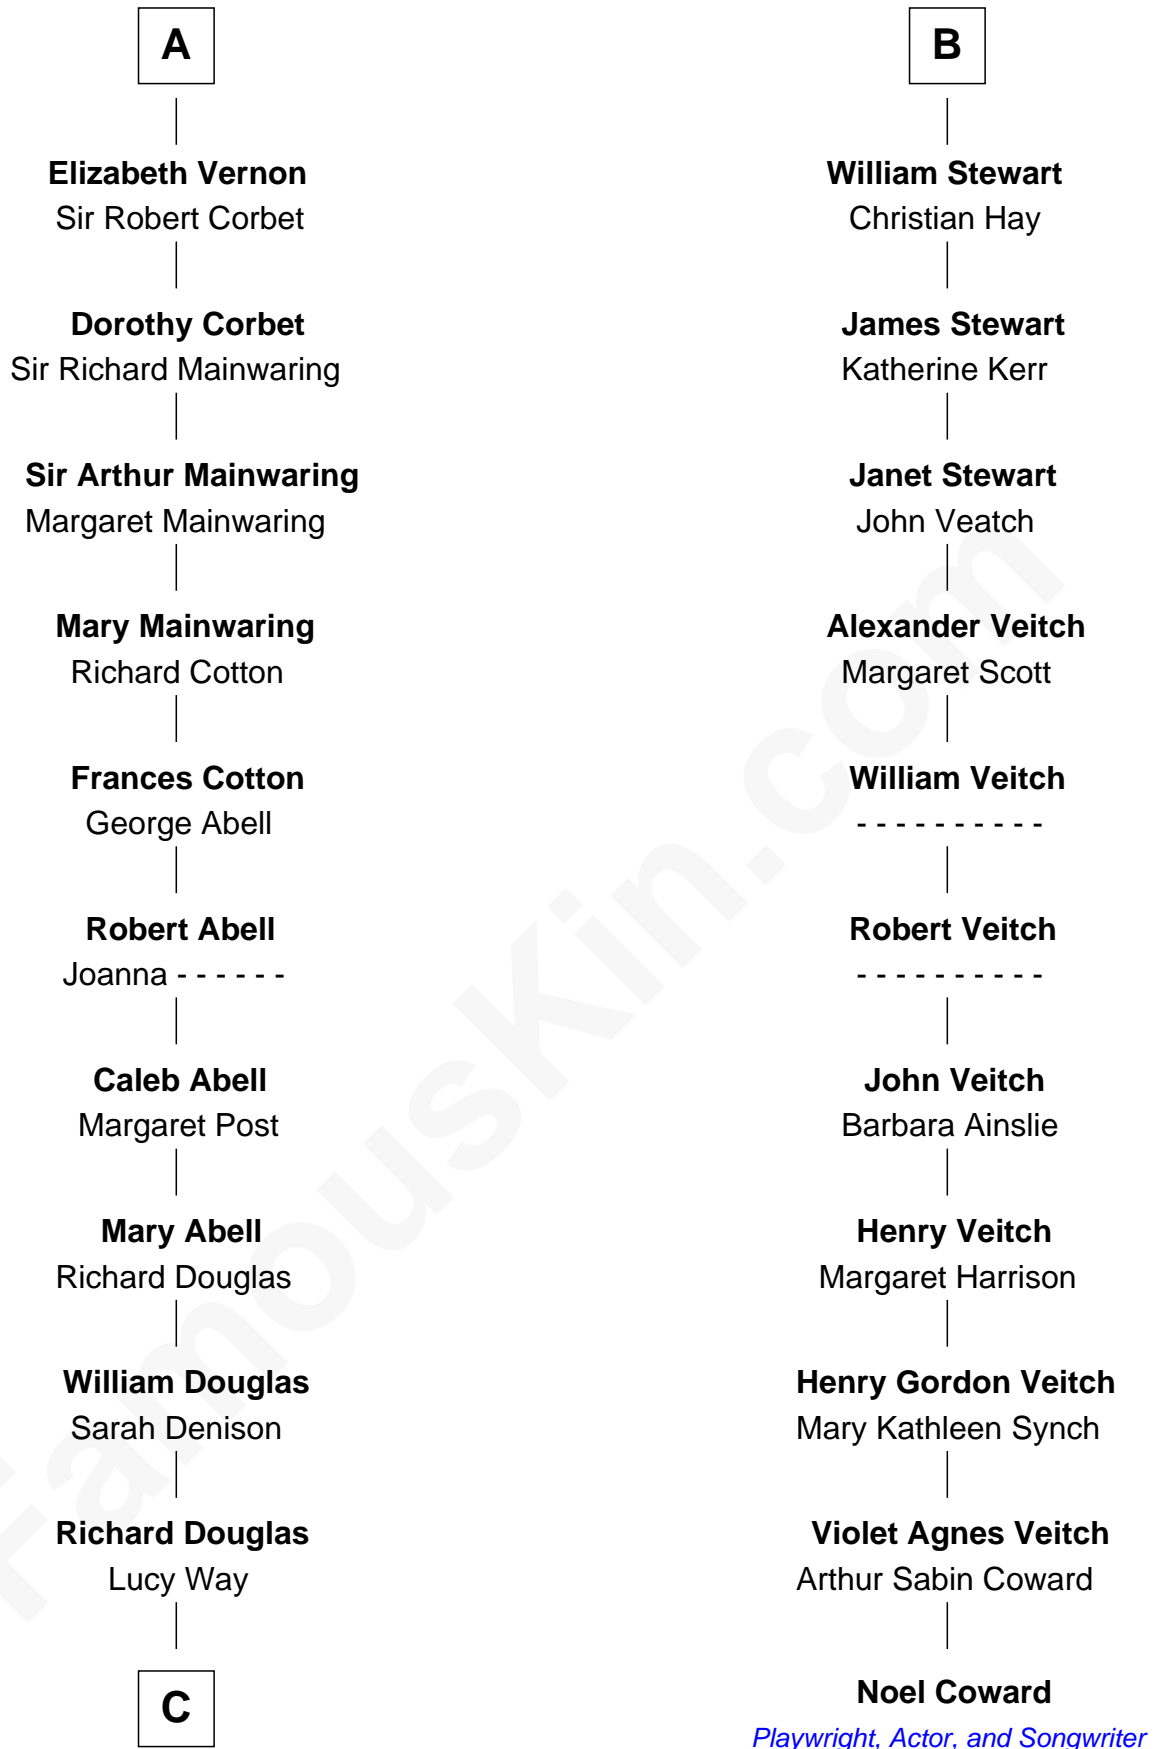 A
Elizabeth Vernon
Sir Robert Corbet
Dorothy Corbet
Sir Richard Mainwaring
Sir Arthur Mainwaring
Margaret Mainwaring
Mary Mainwaring
Richard Cotton
Frances Cotton
George Abell
Robert Abell
Joanna - - - - - -
Caleb Abell
Margaret Post
Mary Abell
Richard Douglas
William Douglas
Sarah Denison
Richard Douglas
Lucy Way
C
B
William Stewart
Christian Hay
James Stewart
Katherine Kerr
Janet Stewart
John Veatch
Alexander Veitch
Margaret Scott
William Veitch
- - - - - - - - - -
Robert Veitch
- - - - - - - - - -
John Veitch
Barbara Ainslie
Henry Veitch
Margaret Harrison
Henry Gordon Veitch
Mary Kathleen Synch
Violet Agnes Veitch
Arthur Sabin Coward
Noel Coward
Playwright, Actor, and Songwriter
FamousKin.com